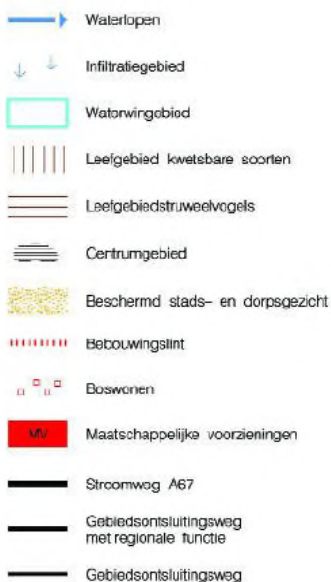 Waterlopen
Infiltratiegebied
Waterwingebied
Leefgebied kwetsbare soorten
Leefgebiedstruweelvogels
Centrumgebied
Beschermd stads- en dorpsgezicht
Bebouwingslint
Boswonen
MV Maatschappelijke voorzieningen
Stroomweg A67
Gebiedsontsluitingsweg
met regionale functie
Gebiedsontsluitingsweg